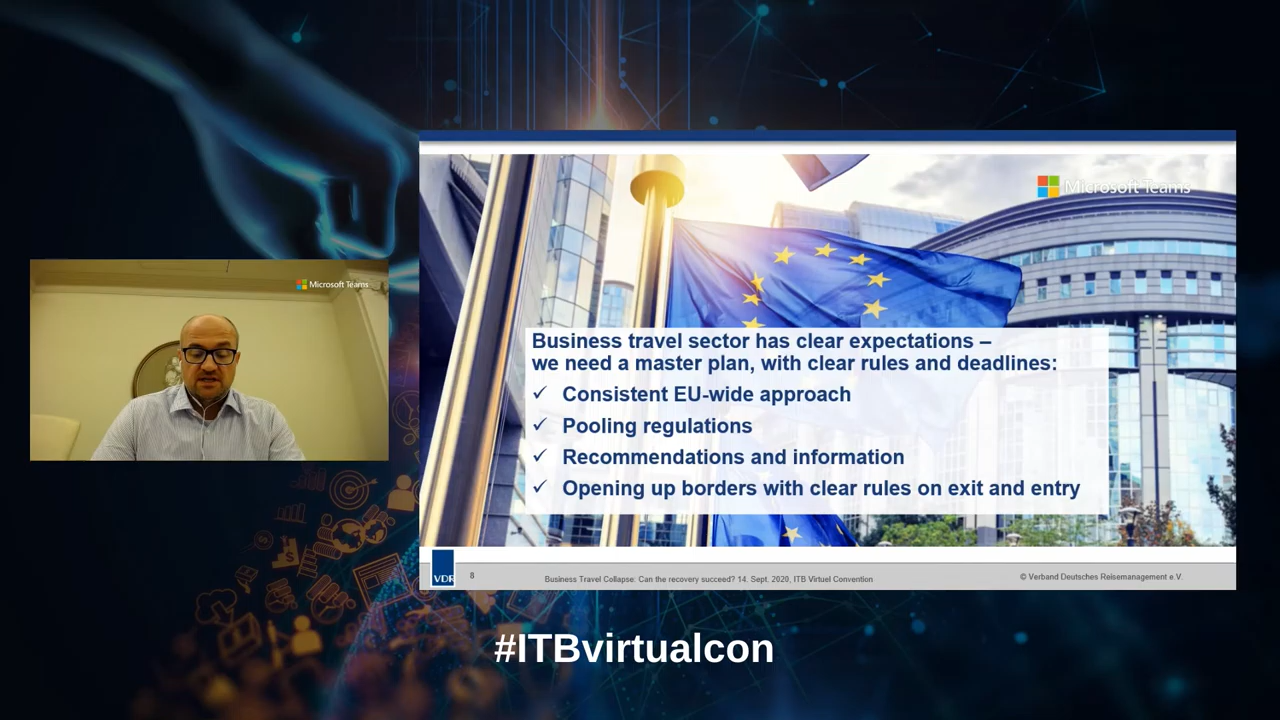 Microsoft Teams
Microsoft Teams
Business travel sector has clear expectations –
we need a master plan, with clear rules and deadlines:
✓ Consistent EU-wide approach
✓ Pooling regulations
✓ Recommendations and information
✓ Opening up borders with clear rules on exit and entry
VDR
8
Business Travel Collapse: Can the recovery succeed? 14. Sept. 2020, ITB Virtuel Convention
© Verband Deutsches Reisemanagement e.V.
#ITBvirtualcon